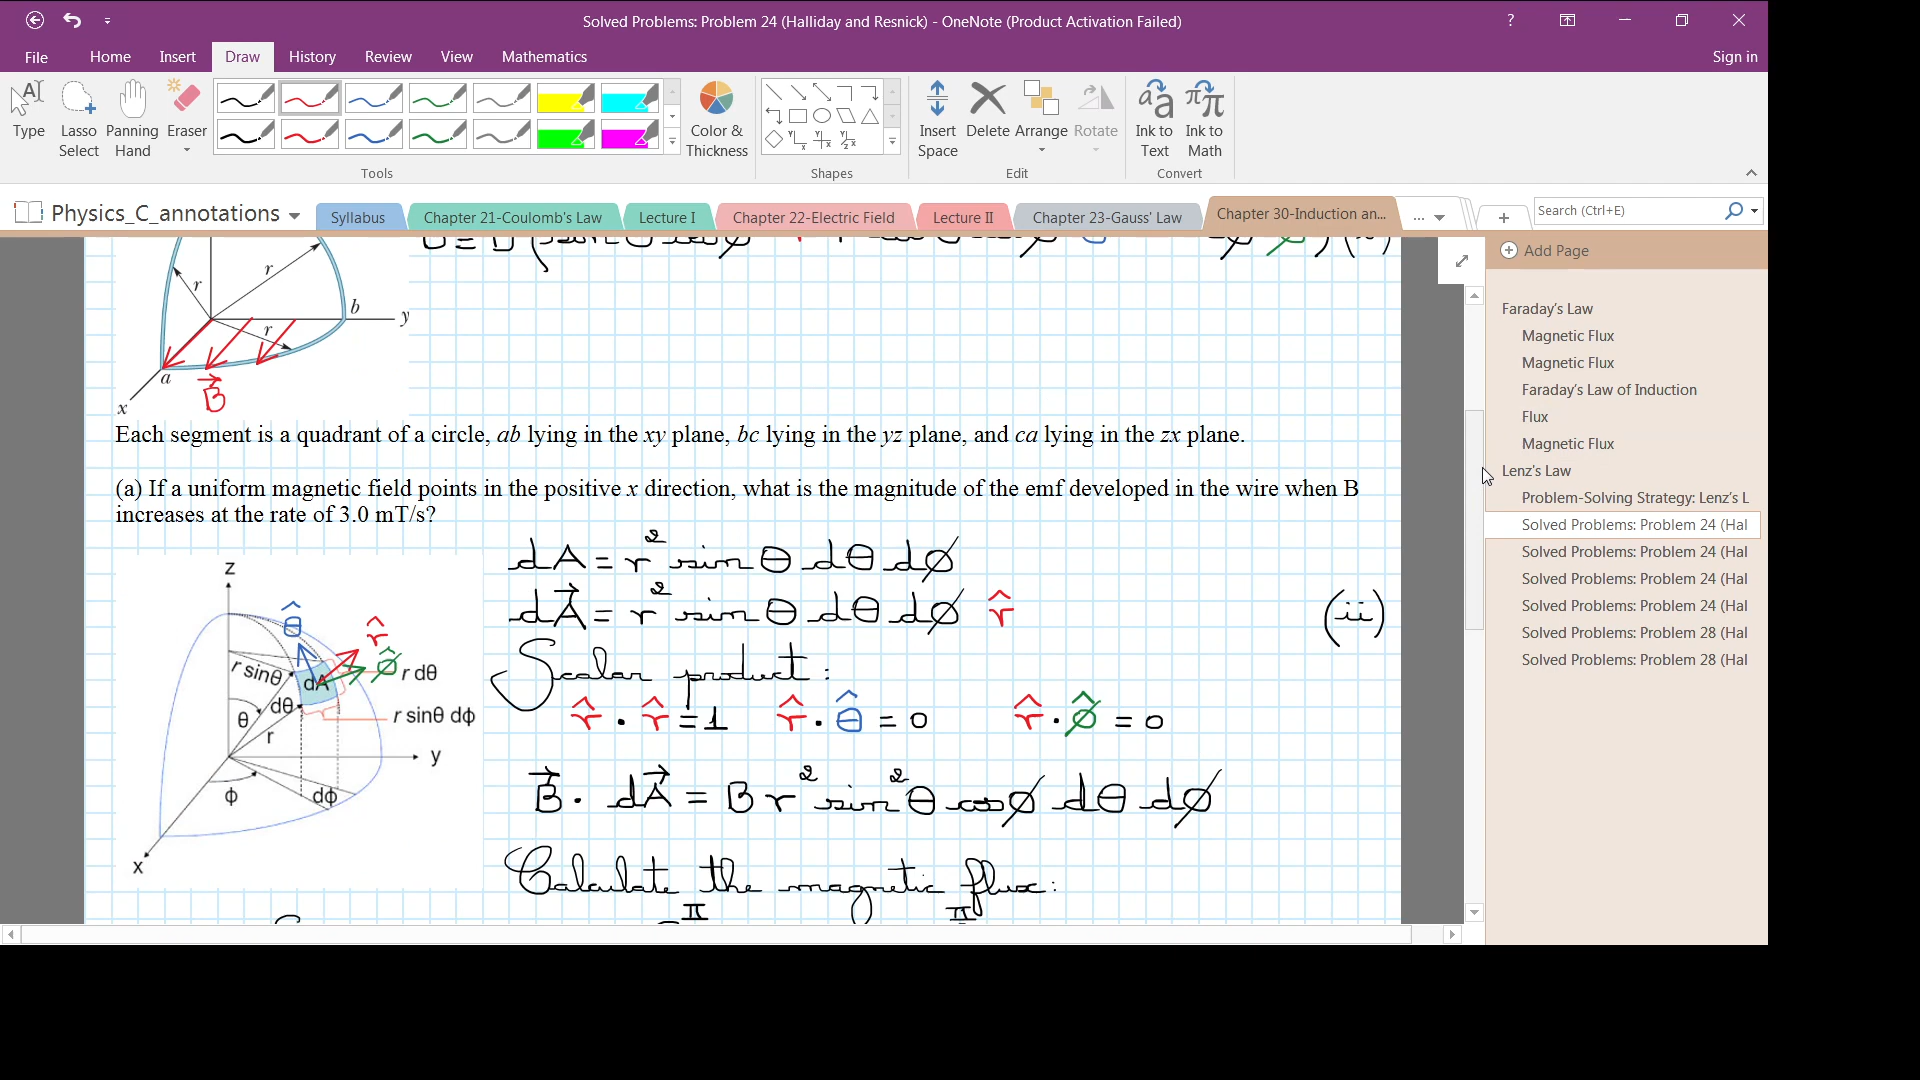 Solved Problems: Problem 24 (Halliday and Resnick) - OneNote (Product Activation Failed)
?
File Home Insert Draw History Review View Mathematics Sign in
Type
Lasso Select
Panning Hand
Eraser
Color & Thickness
Insert Space
Delete
Arrange
Rotate
Ink to Text
Ink to Math
Tools Shapes Edit Convert
Physics_C_annotations Syllabus Chapter 21-Coulomb's Law Lecture I Chapter 22-Electric Field Lecture II Chapter 23-Gauss' Law Chapter 30-Induction an... ... + Search (Ctrl+E)
Add Page
Faraday's Law
Magnetic Flux
Magnetic Flux
Faraday's Law of Induction
Flux
Magnetic Flux
Lenz's Law
Problem-Solving Strategy: Lenz's L
Solved Problems: Problem 24 (Hal
Solved Problems: Problem 24 (Hal
Solved Problems: Problem 24 (Hal
Solved Problems: Problem 24 (Hal
Solved Problems: Problem 28 (Hal
Solved Problems: Problem 28 (Hal
r
r
b
y
r
a
B⃗
x
Each segment is a quadrant of a circle, ab lying in the xy plane, bc lying in the yz plane, and ca lying in the zx plane.
(a) If a uniform magnetic field points in the positive x direction, what is the magnitude of the emf developed in the wire when B
increases at the rate of 3.0 mT/s?
dA = r² sin θ dθ dϕ
dA⃗ = r² sin θ dθ dϕ r̂ (ii)
Scalar product :
r̂ · r̂ = 1 r̂ · θ̂ = 0 r̂ · ϕ̂ = 0
B⃗ · dA⃗ = B r² sin² θ cos ϕ dθ dϕ
Calculate the magnetic flux:
π π
z
θ̂
r̂
ϕ̂
r sinθ
dA
r dθ
dθ
θ
r sinθ dϕ
r
y
ϕ
dϕ
x